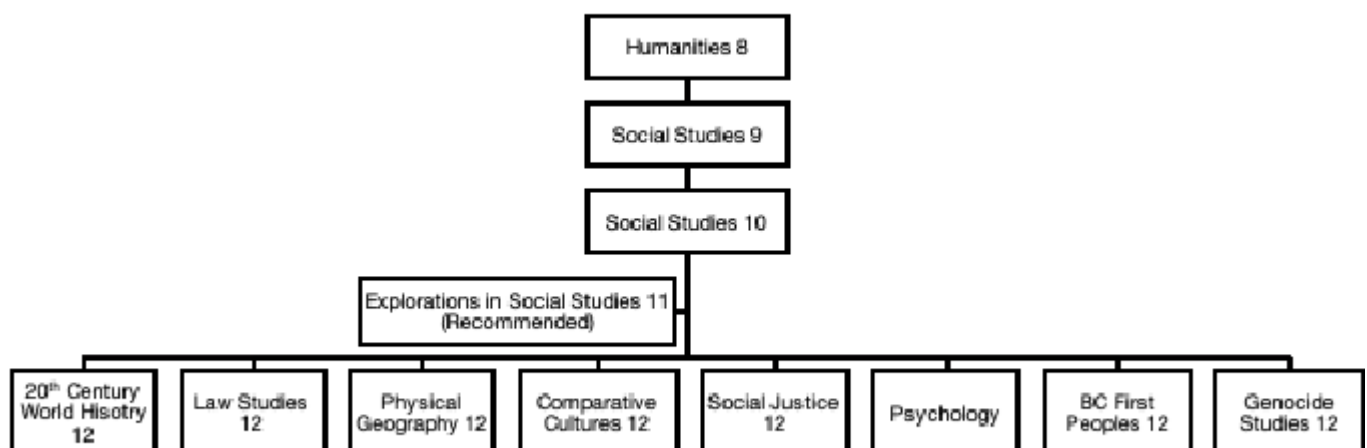 Humanities 8
Social Studies 9
Social Studies 10
Explorations in Social Studies 11
(Recommended)
20th Century
World Hisotry
12
Law Studies
12
Physical
Geography 12
Comparative
Cultures 12
Social Justice
12
Psychology
BC First
Peoples 12
Genocide
Studies 12